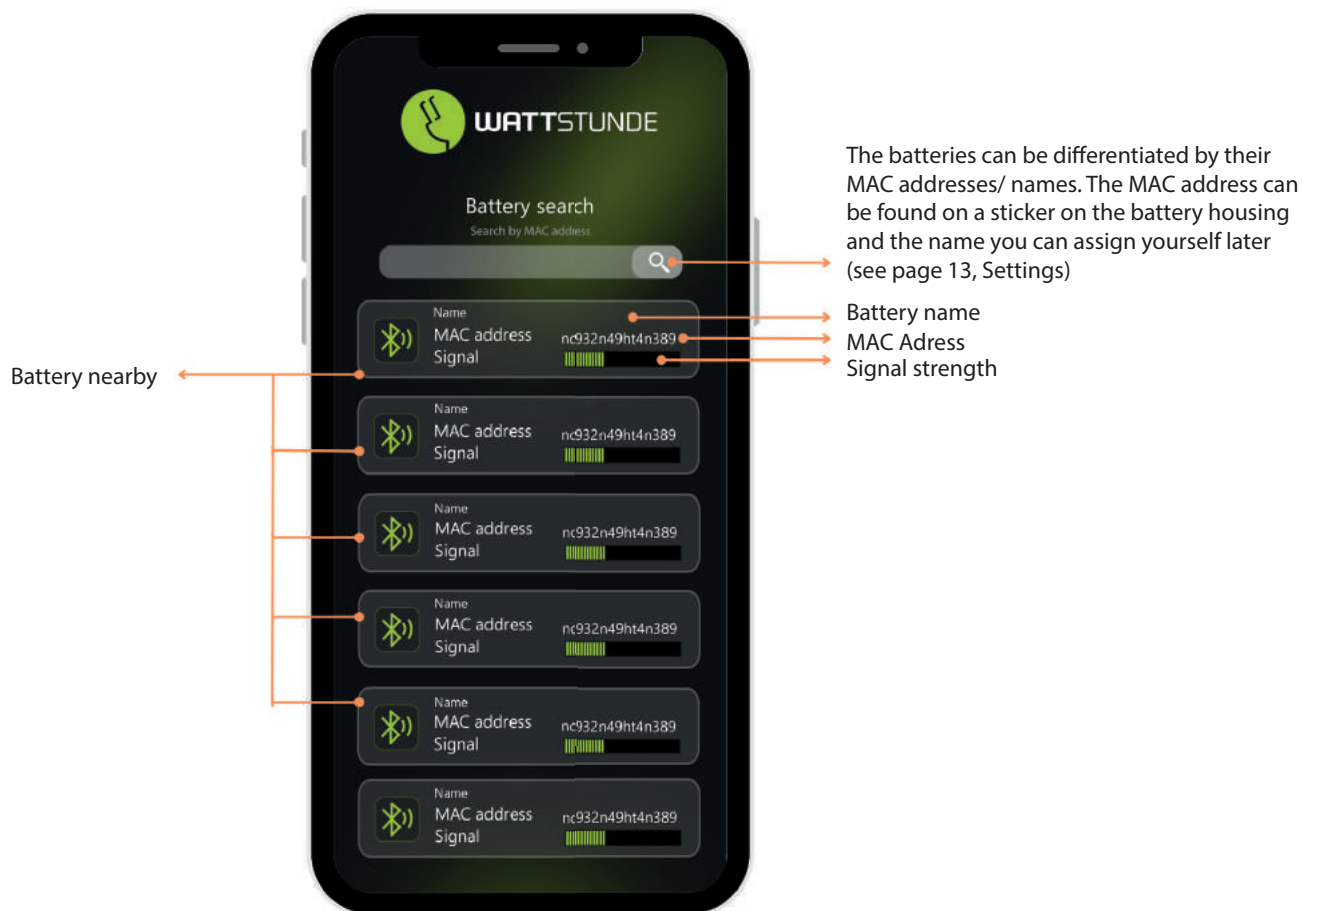 WATTSTUNDE
Battery search
Search by MAC address
Name
MAC address nc932n49ht4n389
Signal
Name
MAC address nc932n49ht4n389
Signal
Name
MAC address nc932n49ht4n389
Signal
Name
MAC address nc932n49ht4n389
Signal
Name
MAC address nc932n49ht4n389
Signal
Name
MAC address nc932n49ht4n389
Signal
Battery nearby
The batteries can be differentiated by their
MAC addresses/ names. The MAC address can
be found on a sticker on the battery housing
and the name you can assign yourself later
(see page 13, Settings)
Battery name
MAC Adress
Signal strength